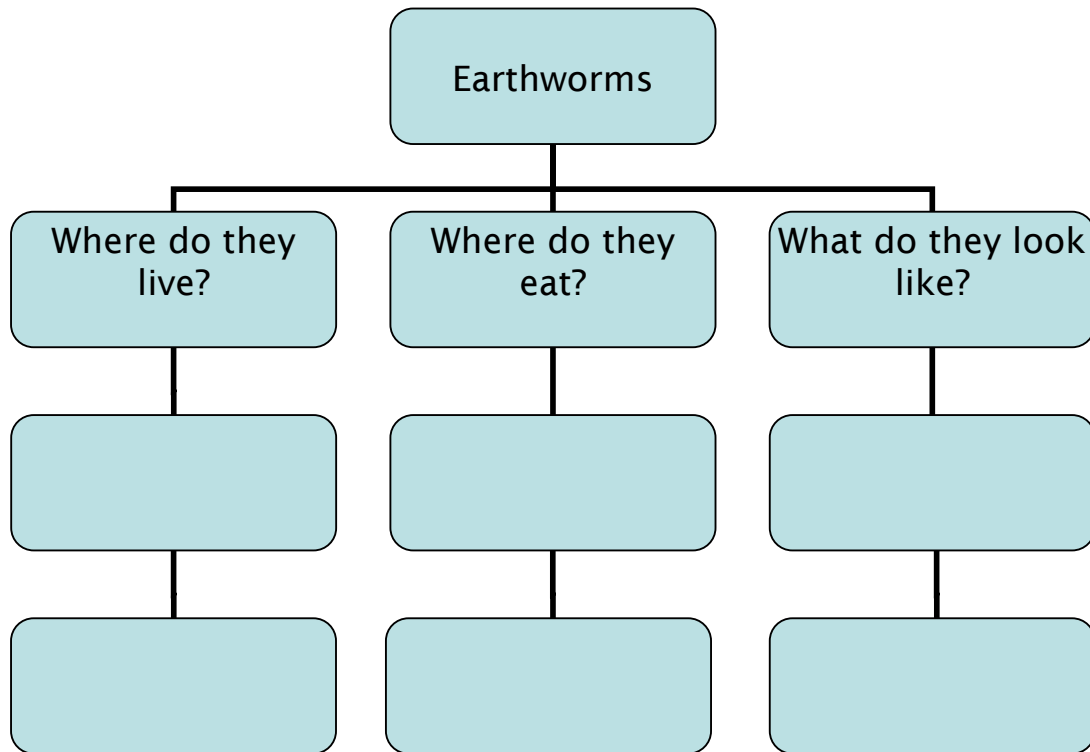 Earthworms
Where do they
live?
Where do they
eat?
What do they look
like?